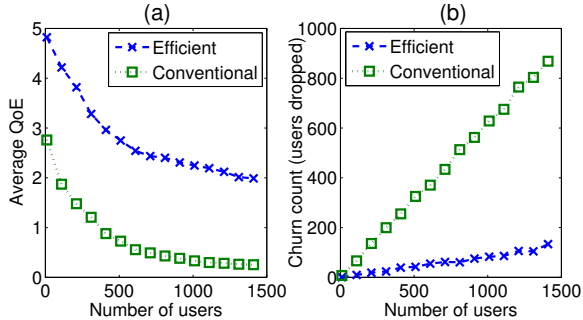 (a)
Average QoE
5
4
3
2
1
0
Efficient
Conventional
0
500
1000
1500
Number of users
(b)
Churn count (users dropped)
1000
800
600
400
200
0
Efficient
Conventional
0
500
1000
1500
Number of users